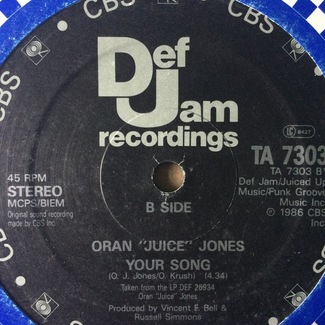 CBS
CBS
CBS
CBS
Def
Jam
recordings
45 RPM
STEREO
MCPS/BIEM
Original sound recording
made by CBS Inc.
B SIDE
8427
TA 7303
TA 7303 B
Def Jam/Juiced Up
Music/Funk Groove
Music Inc
℗ 1986 CBS
Inc
ORAN "JUICE" JONES
YOUR SONG
(O. J. Jones/O. Krush) (4.34)
Taken from the LP DEF 26934
Oran "Juice" Jones
Produced by Vincent F. Bell &
Russell Simmons